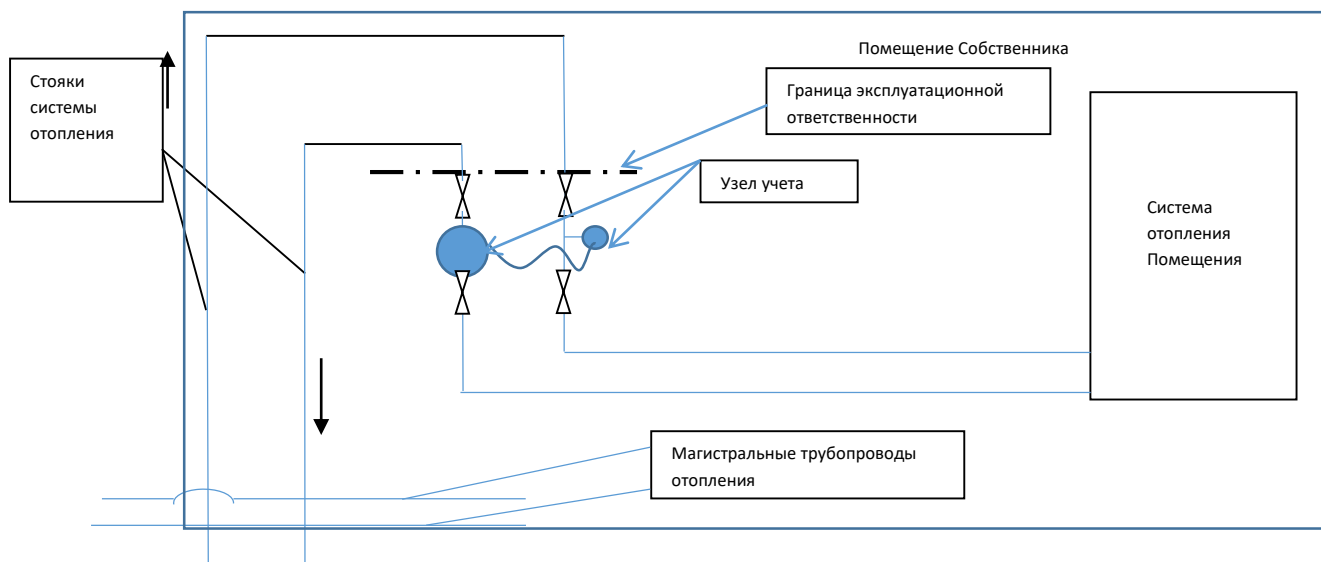 Помещение Собственника
Стояки
системы
отопления
Граница эксплуатационной
ответственности
Узел учета
Система
отопления
Помещения
Магистральные трубопроводы
отопления